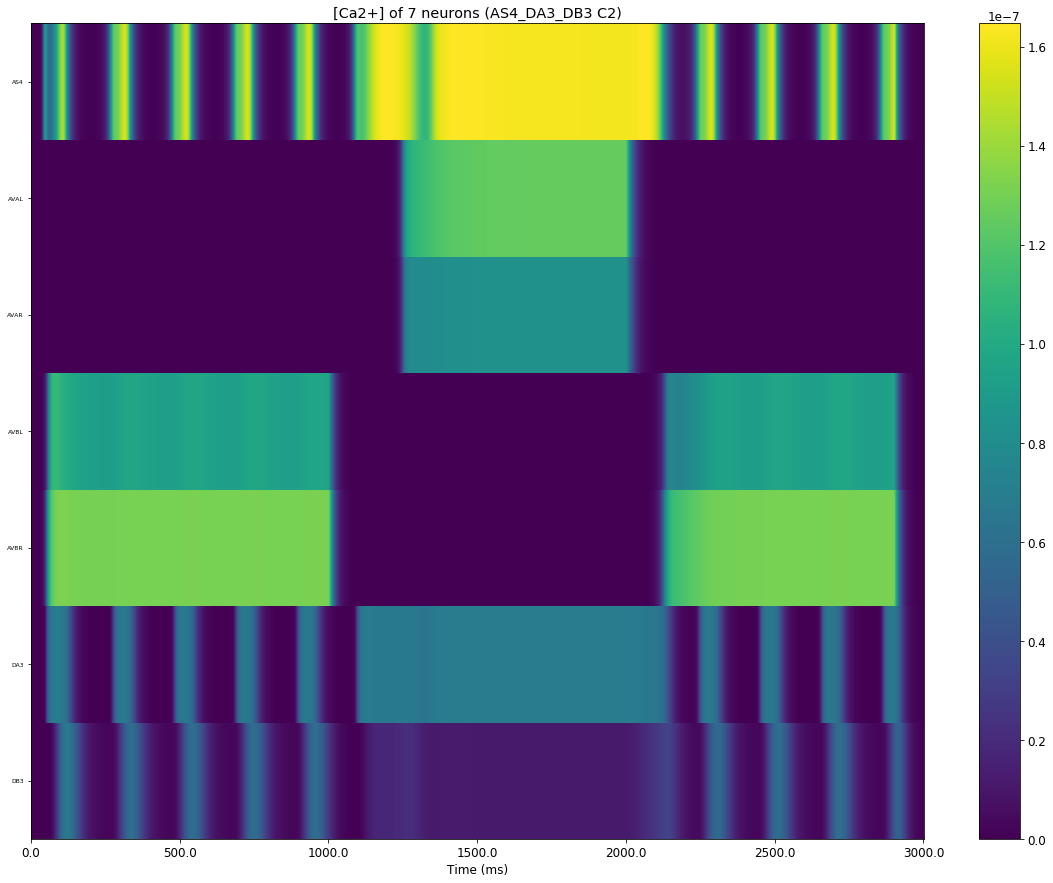 [Ca2+] of 7 neurons (AS4_DA3_DB3 C2)
1e−7
AS4
AVAL
AVAR
AVBL
AVBR
DA3
DB3
0.0 500.0 1000.0 1500.0 2000.0 2500.0 3000.0
Time (ms)
1.6
1.4
1.2
1.0
0.8
0.6
0.4
0.2
0.0